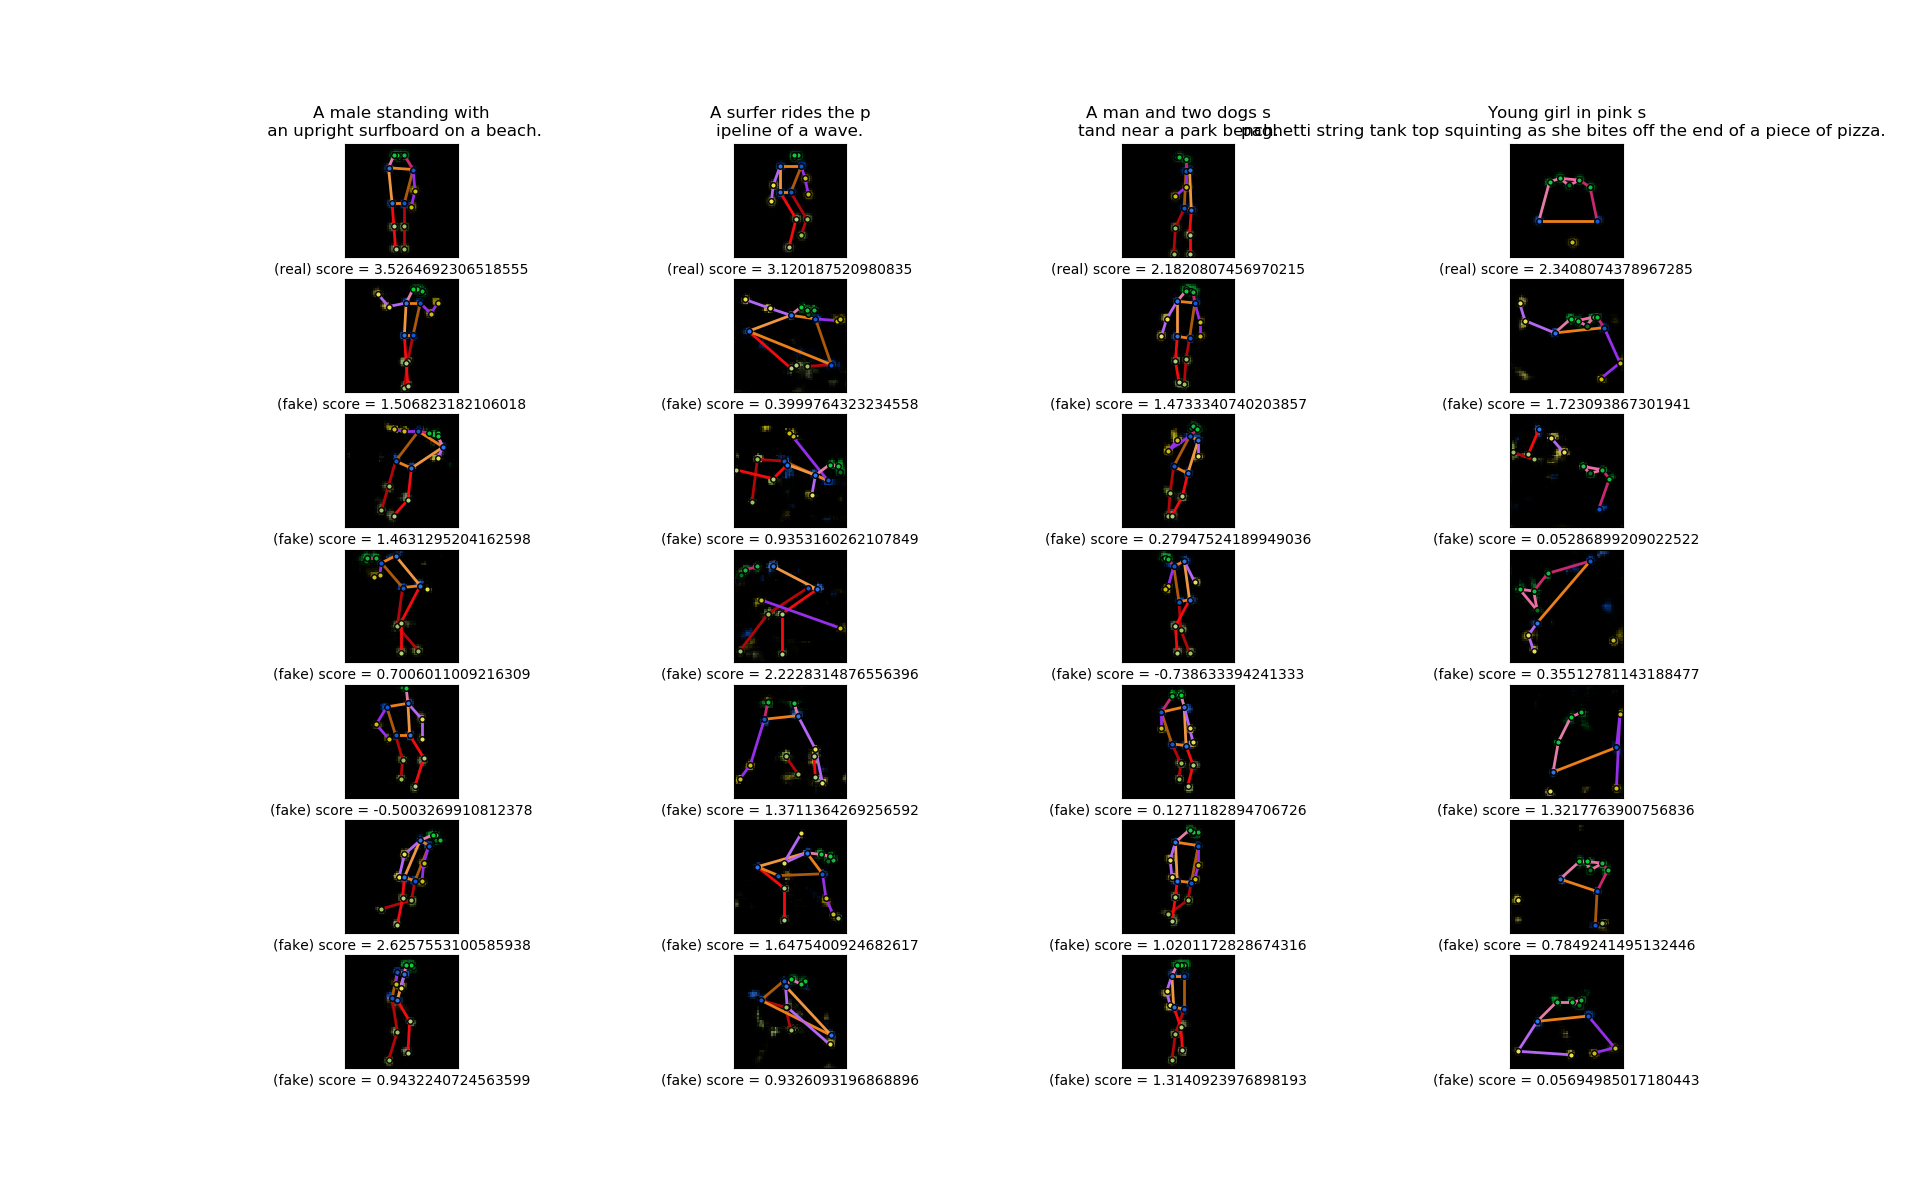 A male standing with
an upright surfboard on a beach.
A surfer rides the p
ipeline of a wave.
A man and two dogs s
tand near a park bench.
Young girl in pink s
paghetti string tank top squinting as she bites off the end of a piece of pizza.
(real) score = 3.5264692306518555
(real) score = 3.120187520980835
(real) score = 2.1820807456970215
(real) score = 2.3408074378967285
(fake) score = 1.506823182106018
(fake) score = 0.3999764323234558
(fake) score = 1.4733340740203857
(fake) score = 1.723093867301941
(fake) score = 1.4631295204162598
(fake) score = 0.9353160262107849
(fake) score = 0.27947524189949036
(fake) score = 0.05286899209022522
(fake) score = 0.7006011009216309
(fake) score = 2.2228314876556396
(fake) score = -0.738633394241333
(fake) score = 0.35512781143188477
(fake) score = -0.5003269910812378
(fake) score = 1.3711364269256592
(fake) score = 0.1271182894706726
(fake) score = 1.3217763900756836
(fake) score = 2.6257553100585938
(fake) score = 1.6475400924682617
(fake) score = 1.0201172828674316
(fake) score = 0.7849241495132446
(fake) score = 0.9432240724563599
(fake) score = 0.9326093196868896
(fake) score = 1.3140923976898193
(fake) score = 0.05694985017180443